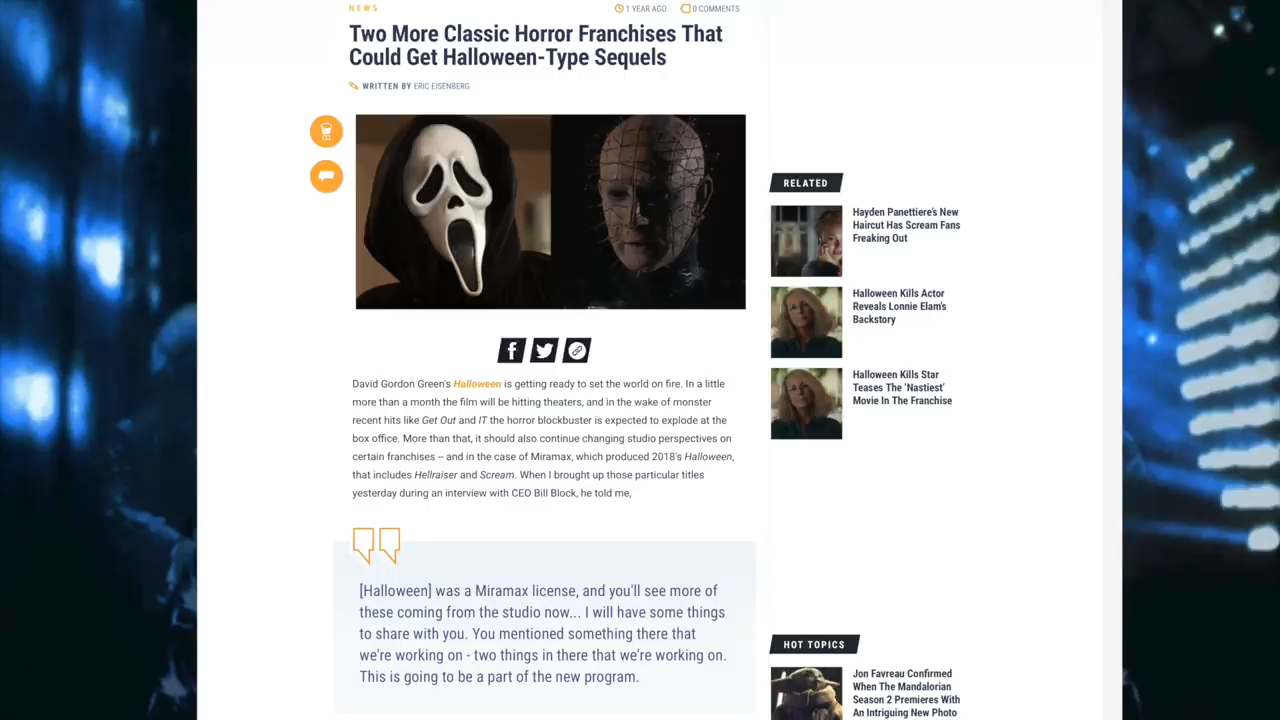 NEWS
1 YEAR AGO
0 COMMENTS
Two More Classic Horror Franchises That
Could Get Halloween-Type Sequels
WRITTEN BY ERIC EISENBERG
David Gordon Green's Halloween is getting ready to set the world on fire. In a little
more than a month the film will be hitting theaters, and in the wake of monster
recent hits like Get Out and IT the horror blockbuster is expected to explode at the
box office. More than that, it should also continue changing studio perspectives on
certain franchises -- and in the case of Miramax, which produced 2018's Halloween,
that includes Hellraiser and Scream. When I brought up those particular titles
yesterday during an interview with CEO Bill Block, he told me,
[Halloween] was a Miramax license, and you'll see more of
these coming from the studio now... I will have some things
to share with you. You mentioned something there that
we're working on - two things in there that we're working on.
This is going to be a part of the new program.
RELATED
Hayden Panettiere's New
Haircut Has Scream Fans
Freaking Out
Halloween Kills Actor
Reveals Lonnie Elam's
Backstory
Halloween Kills Star
Teases The 'Nastiest'
Movie In The Franchise
HOT TOPICS
Jon Favreau Confirmed
When The Mandalorian
Season 2 Premieres With
An Intriguing New Photo